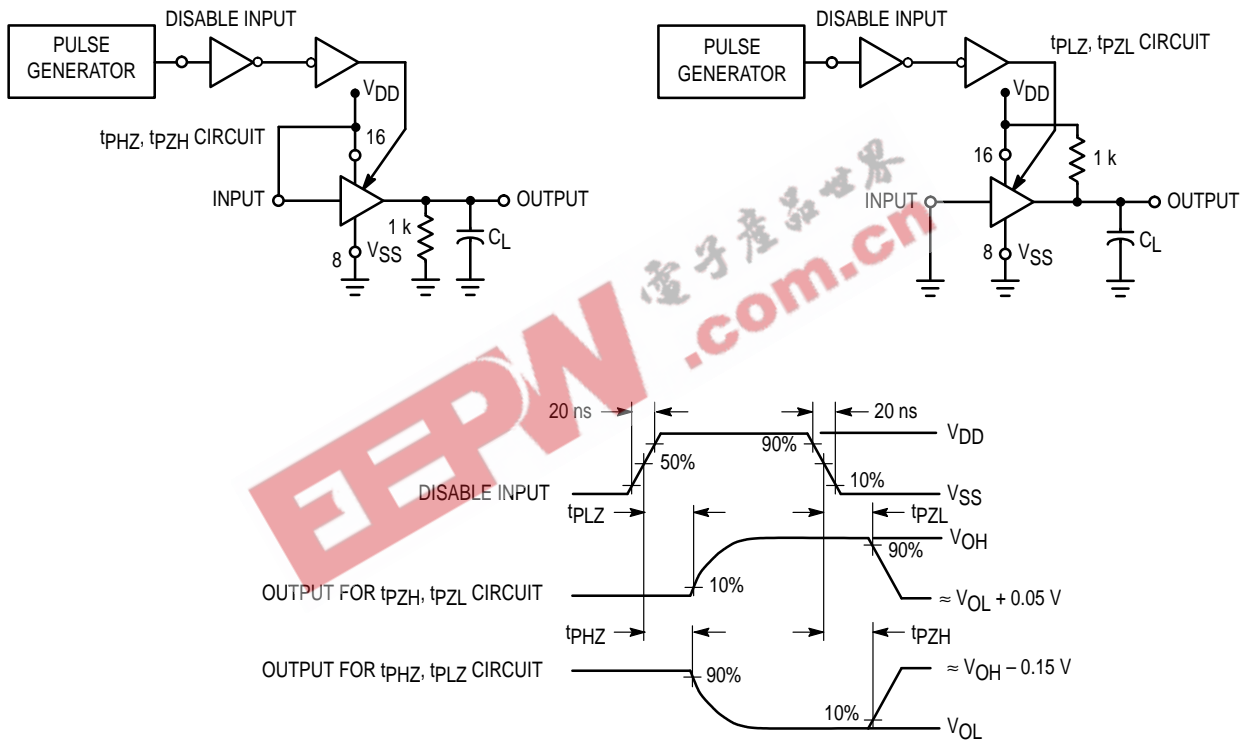 DISABLE INPUT
PULSE
GENERATOR
VDD
tPHZ, tPZH CIRCUIT
16
INPUT
OUTPUT
1 k
CL
8
VSS
DISABLE INPUT
PULSE
GENERATOR
tPLZ, tPZL CIRCUIT
VDD
16
1 k
INPUT
OUTPUT
CL
8
VSS
電子產品世界
EEPW
.com.cn
20 ns
20 ns
90%
VDD
50%
10%
DISABLE INPUT
VSS
tPLZ
tPZL
VOH
90%
10%
OUTPUT FOR tPZH, tPZL CIRCUIT
≈ VOL + 0.05 V
tPHZ
tPZH
OUTPUT FOR tPHZ, tPLZ CIRCUIT
90%
≈ VOH – 0.15 V
10%
VOL